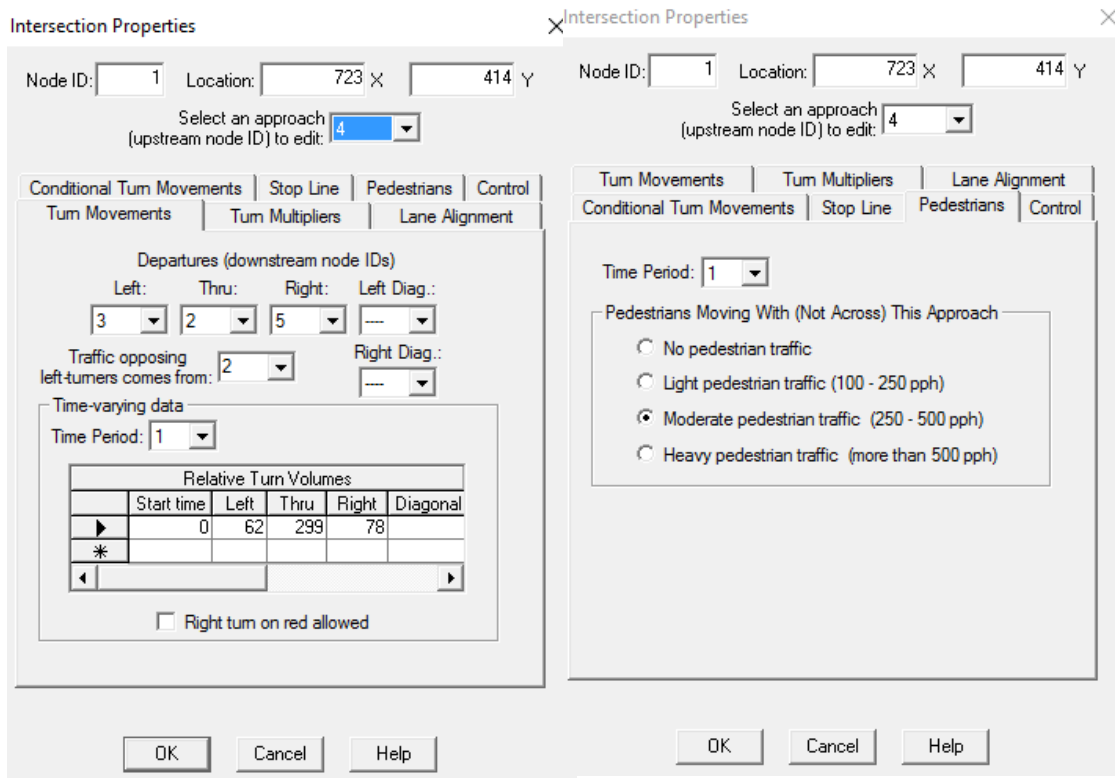 Intersection Properties
Node ID: 1 Location: 723 X 414 Y
Select an approach
(upstream node ID) to edit: 4
Conditional Turn Movements Stop Line Pedestrians Control
Turn Movements Turn Multipliers Lane Alignment
Departures (downstream node IDs)
Left: Thru: Right: Left Diag.:
3 2 5 ----
Traffic opposing
left-turners comes from: 2
Right Diag.:
----
Time-varying data
Time Period: 1
Relative Turn Volumes
Start time Left Thru Right Diagonal
0 62 299 78
Right turn on red allowed
OK Cancel Help
Intersection Properties
Node ID: 1 Location: 723 X 414 Y
Select an approach
(upstream node ID) to edit: 4
Turn Movements Turn Multipliers Lane Alignment
Conditional Turn Movements Stop Line Pedestrians Control
Time Period: 1
Pedestrians Moving With (Not Across) This Approach
No pedestrian traffic
Light pedestrian traffic (100 - 250 pph)
Moderate pedestrian traffic (250 - 500 pph)
Heavy pedestrian traffic (more than 500 pph)
OK Cancel Help